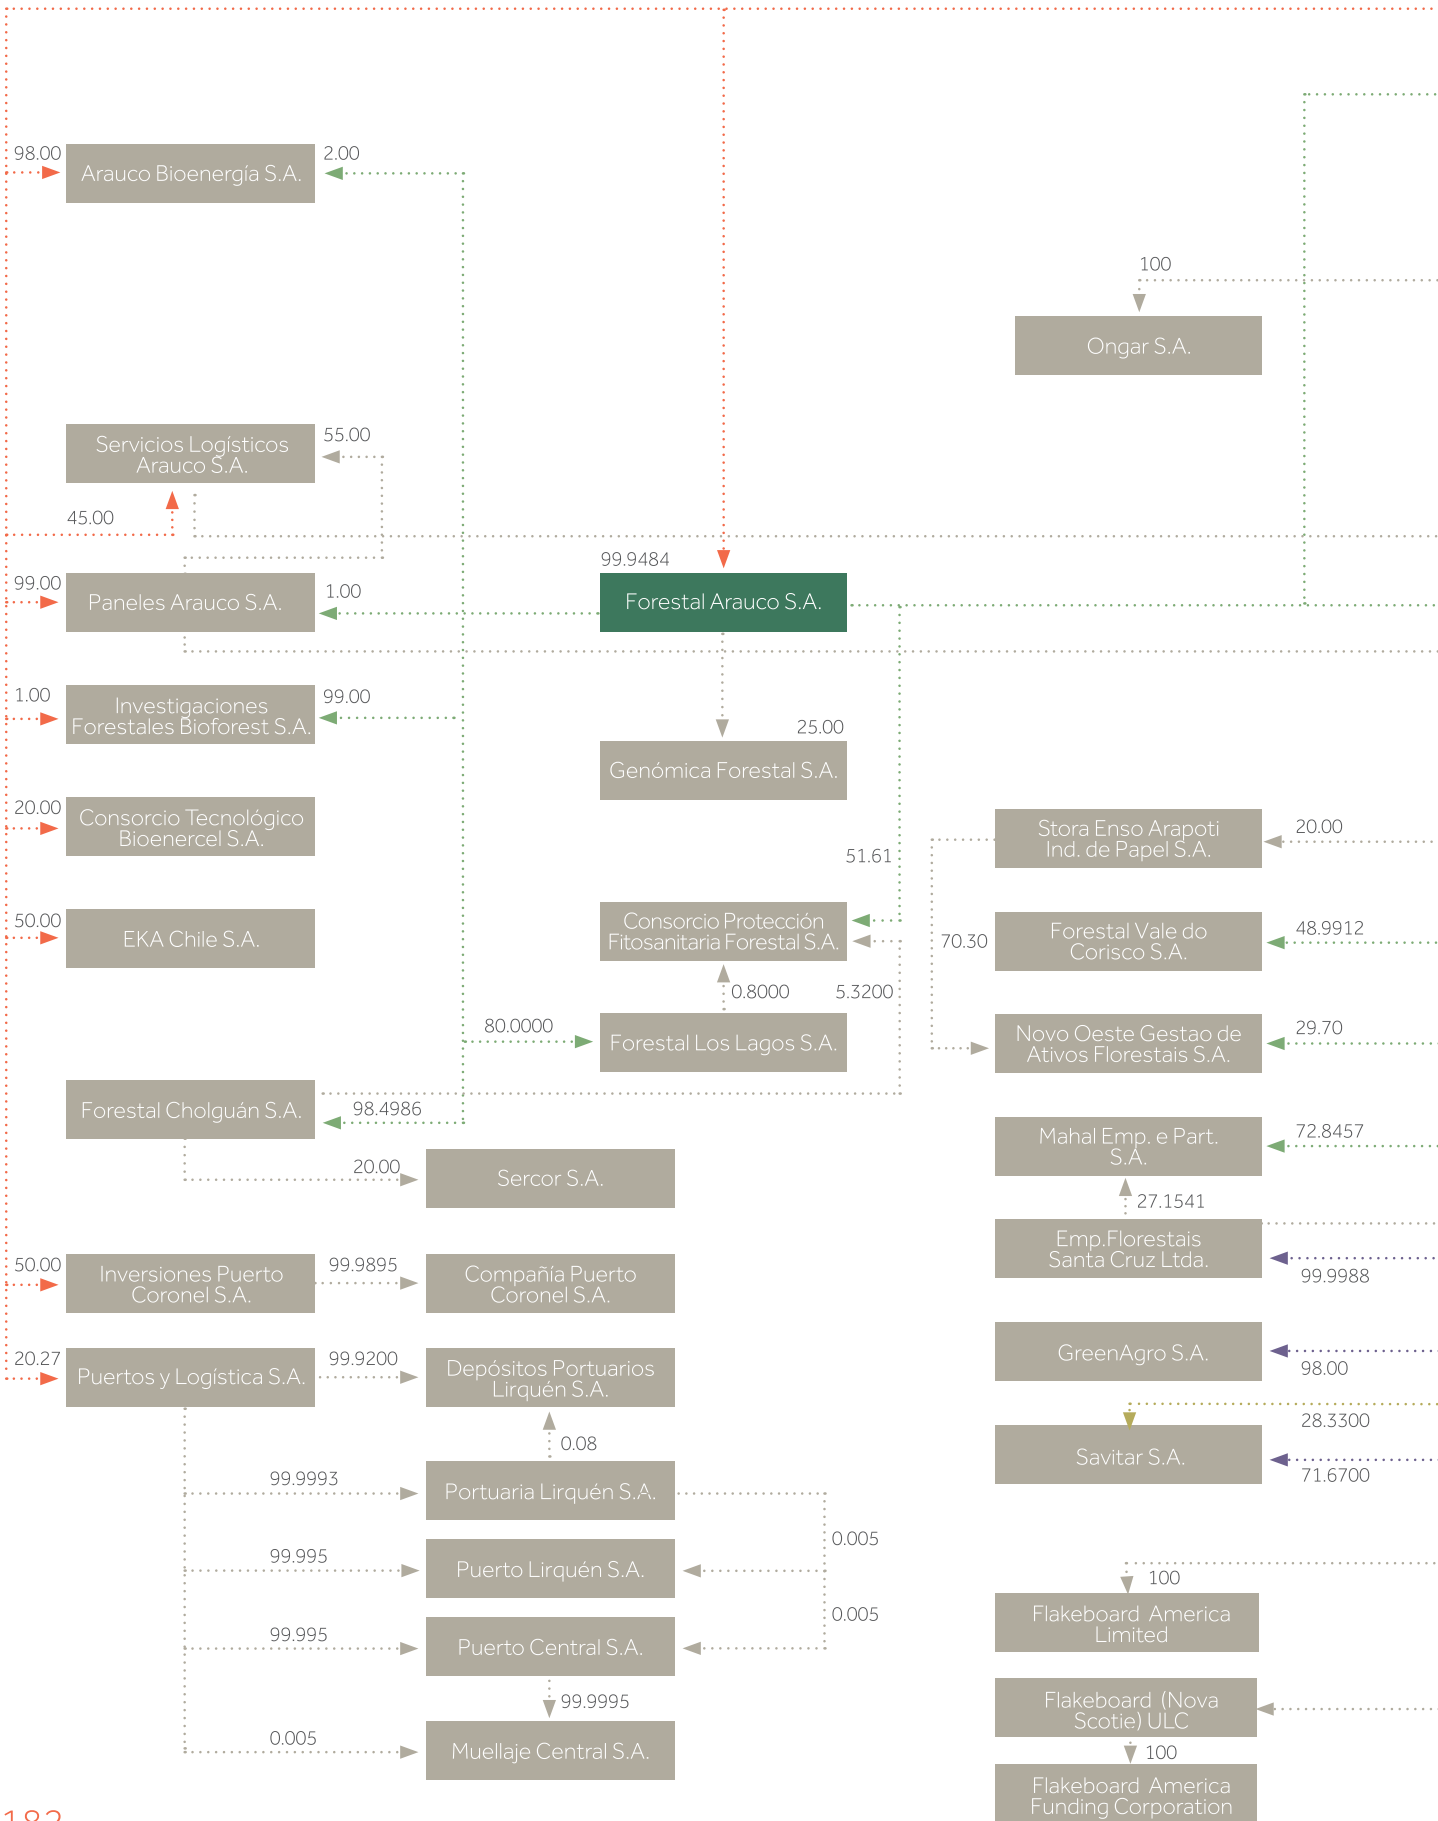 98.00
Arauco Bioenergía S.A.
2.00
100
Ongar S.A.
Servicios Logísticos
Arauco S.A.
55.00
45.00
99.00
Paneles Arauco S.A.
1.00
99.9484
Forestal Arauco S.A.
1.00
Investigaciones
Forestales Bioforest S.A.
99.00
25.00
Genómica Forestal S.A.
20.00
Consorcio Tecnológico
Bioenercel S.A.
Stora Enso Arapoti
Ind. de Papel S.A.
20.00
51.61
50.00
EKA Chile S.A.
Consorcio Protección
Fitosanitaria Forestal S.A.
70.30
Forestal Vale do
Corisco S.A.
48.9912
0.8000
5.3200
80.0000
Forestal Los Lagos S.A.
Novo Oeste Gestao de
Ativos Florestais S.A.
29.70
Forestal Cholguán S.A.
98.4986
Mahal Emp. e Part.
S.A.
72.8457
20.00
Sercor S.A.
27.1541
Emp.Florestais
Santa Cruz Ltda.
99.9988
50.00
Inversiones Puerto
Coronel S.A.
99.9895
Compañía Puerto
Coronel S.A.
20.27
Puertos y Logística S.A.
99.9200
Depósitos Portuarios
Lirquén S.A.
GreenAgro S.A.
98.00
28.3300
0.08
Savitar S.A.
71.6700
99.9993
Portuaria Lirquén S.A.
0.005
99.995
Puerto Lirquén S.A.
100
0.005
Flakeboard America
Limited
99.995
Puerto Central S.A.
99.9995
Flakeboard (Nova
Scotie) ULC
0.005
Muellaje Central S.A.
100
Flakeboard America
Funding Corporation
182